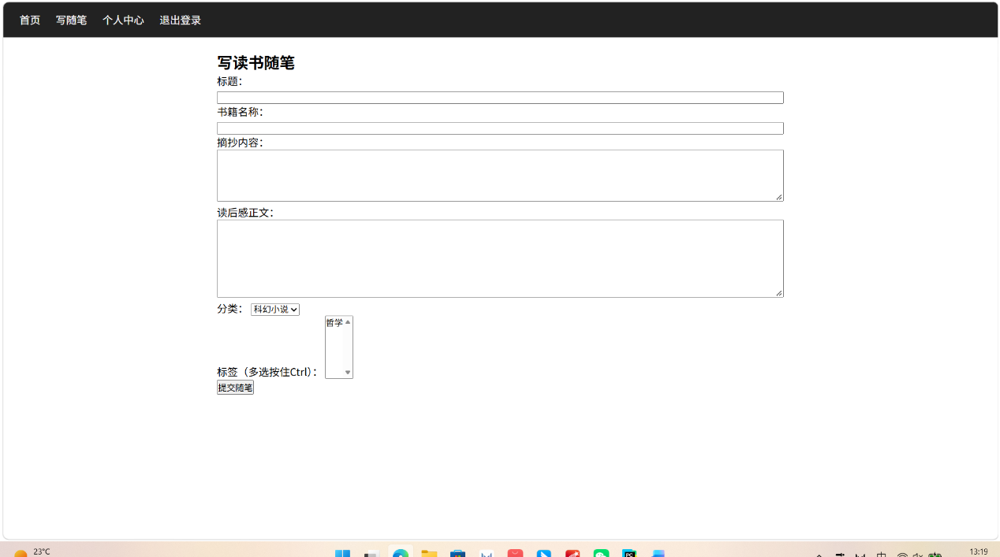 首页 写随笔 个人中心 退出登录
写读书随笔
标题：
书籍名称：
摘抄内容：
读后感正文：
分类： 科幻小说
哲学
标签（多选按住Ctrl）：
提交随笔
23°C
中
13:19